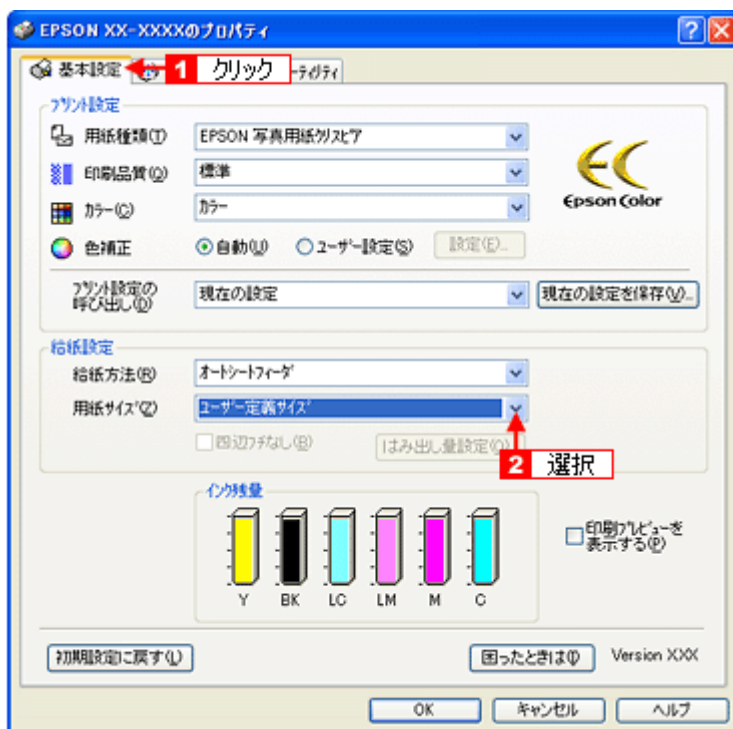 EPSON XX-XXXXのプロパティ
基本設定
1 クリック
ーティリティ
プリント設定
用紙種類(T) EPSON 写真用紙クリスピア
印刷品質(Q) 標準
カラー(C) カラー
Epson Color
色補正 自動(U) ユーザー設定(S) 設定(E)...
プリント設定の
呼び出し(D) 現在の設定 現在の設定を保存(V)...
給紙設定
給紙方法(R) オートシートフィーダ
用紙サイズ(Z) ユーザー定義サイズ
四辺フチなし(B) はみ出し量設定(O)
2 選択
インク残量
印刷プレビューを
表示する(P)
Y BK LC LM M C
初期設定に戻す(L) 困ったときは(I) Version XXX
OK キャンセル ヘルプ